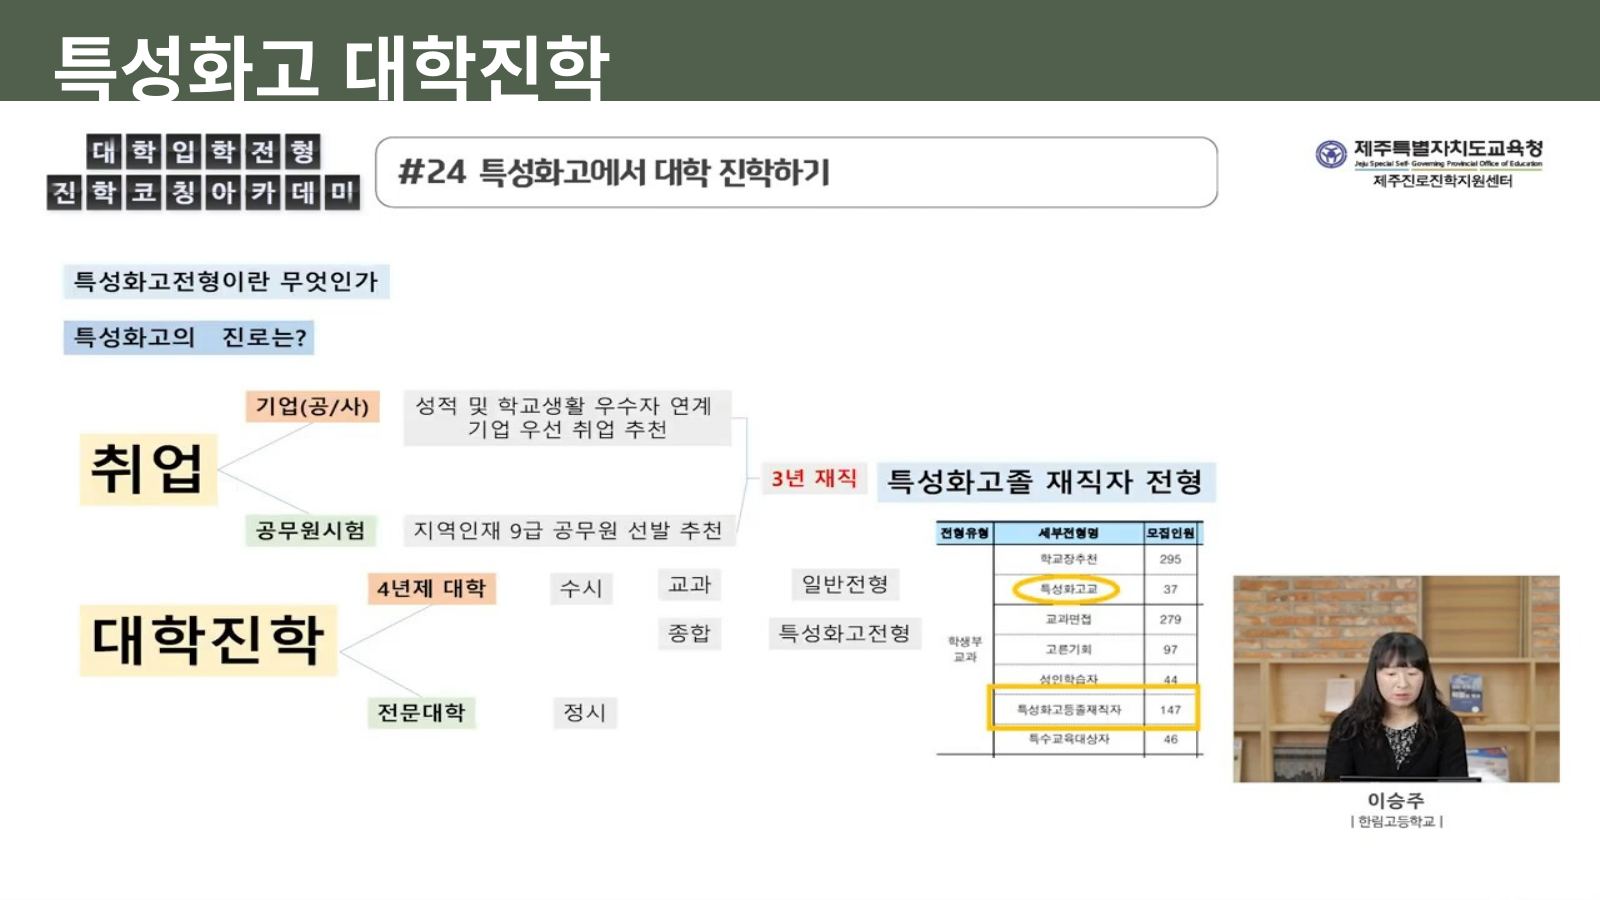 특성화고 대학진학
대학입학전형
진학코칭아카데미
#24 특성화고에서 대학 진학하기
제주특별자치도교육청
Jeju Special Self- Governing Provincial Office of Education
제주진로진학지원센터
특성화고전형이란 무엇인가
특성화고의 진로는?
취업
기업(공/사)
성적 및 학교생활 우수자 연계
기업 우선 취업 추천
공무원시험
지역인재 9급 공무원 선발 추천
3년 재직
특성화고졸 재직자 전형
대학진학
4년제 대학
수시
교과
일반전형
종합
특성화고전형
전문대학
정시
전형유형 세부전형명 모집인원
학생부
교과
학교장추천 295
특성화고교 37
교과면접 279
고른기회 97
성인학습자 44
특성화고등졸재직자 147
특수교육대상자 46
이승주
| 한림고등학교 |